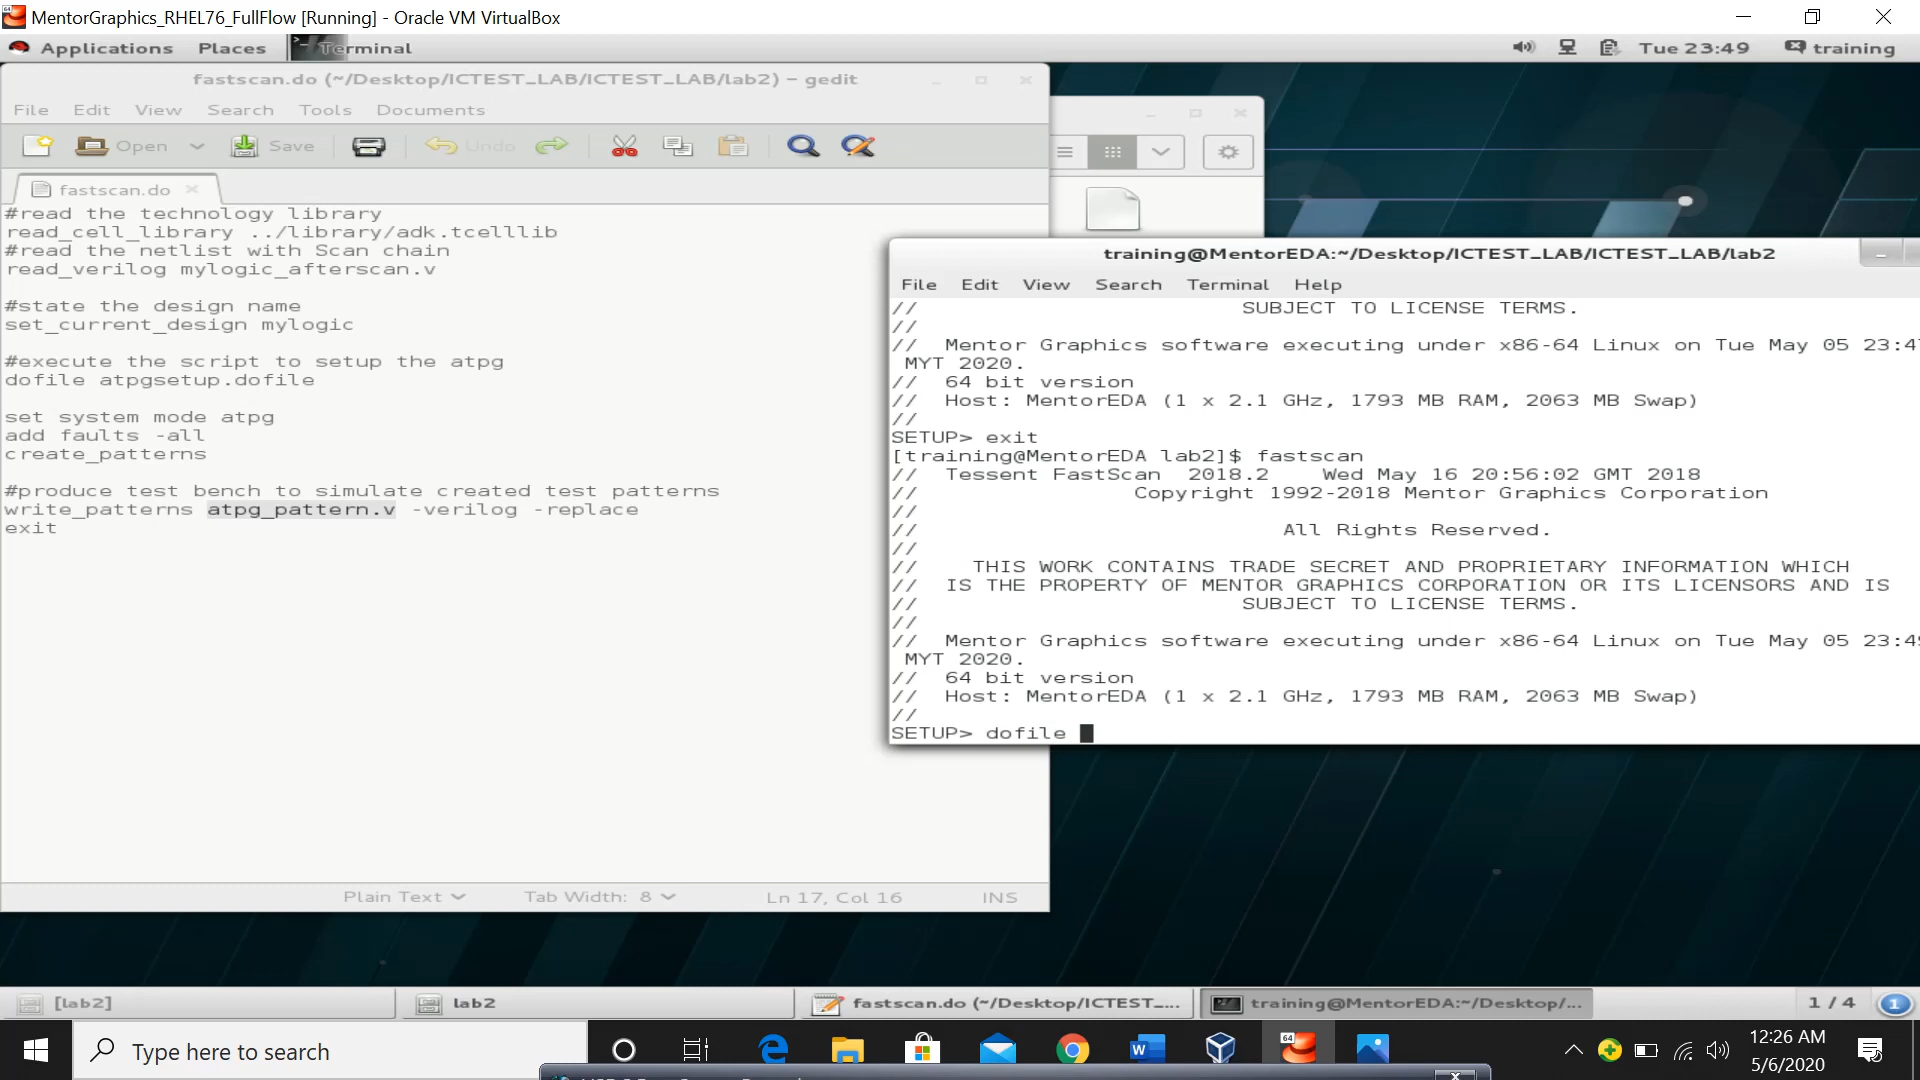 MentorGraphics_RHEL76_FullFlow [Running] - Oracle VM VirtualBox
Applications Places Terminal Tue 23:49 training
fastscan.do (~/Desktop/ICTEST_LAB/ICTEST_LAB/lab2) - gedit
File Edit View Search Tools Documents
Open Save Undo
fastscan.do
#read the technology library
read_cell_library ../library/adk.tcelllib
#read the netlist with Scan chain
read_verilog mylogic_afterscan.v
#state the design name
set_current_design mylogic
#execute the script to setup the atpg
dofile atpgsetup.dofile
set system mode atpg
add faults -all
create_patterns
#produce test bench to simulate created test patterns
write_patterns atpg_pattern.v -verilog -replace
exit
Plain Text Tab Width: 8 Ln 17, Col 16 INS
training@MentorEDA:~/Desktop/ICTEST_LAB/ICTEST_LAB/lab2
File Edit View Search Terminal Help
// SUBJECT TO LICENSE TERMS.
//
// Mentor Graphics software executing under x86-64 Linux on Tue May 05 23:47
MYT 2020.
// 64 bit version
// Host: MentorEDA (1 x 2.1 GHz, 1793 MB RAM, 2063 MB Swap)
//
SETUP> exit
[training@MentorEDA lab2]$ fastscan
// Tessent FastScan 2018.2 Wed May 16 20:56:02 GMT 2018
// Copyright 1992-2018 Mentor Graphics Corporation
//
// All Rights Reserved.
//
// THIS WORK CONTAINS TRADE SECRET AND PROPRIETARY INFORMATION WHICH
// IS THE PROPERTY OF MENTOR GRAPHICS CORPORATION OR ITS LICENSORS AND IS
// SUBJECT TO LICENSE TERMS.
//
// Mentor Graphics software executing under x86-64 Linux on Tue May 05 23:49
MYT 2020.
// 64 bit version
// Host: MentorEDA (1 x 2.1 GHz, 1793 MB RAM, 2063 MB Swap)
//
SETUP> dofile
[lab2] lab2 fastscan.do (~/Desktop/ICTEST_... training@MentorEDA:~/Desktop/... 1 / 4 1
Type here to search
12:26 AM
5/6/2020